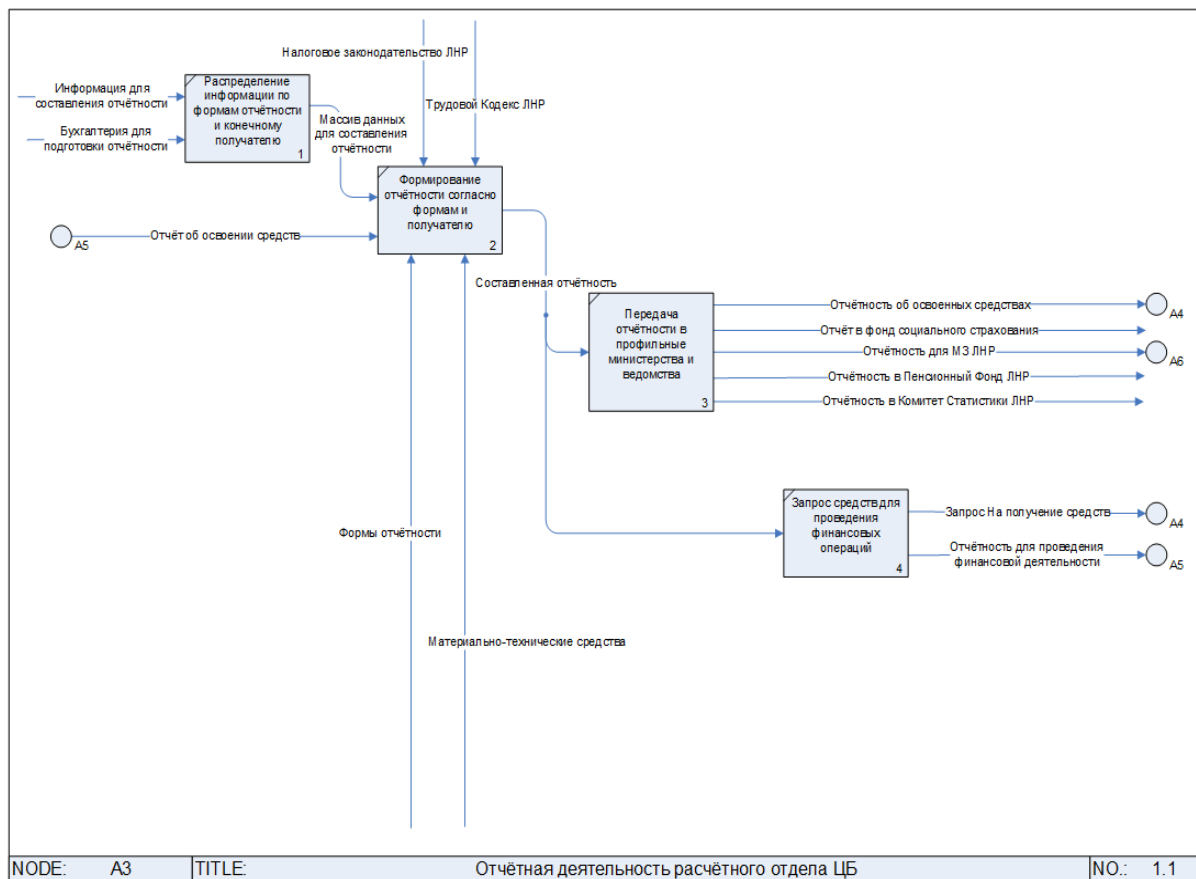 Налоговое законодательство ЛНР
Информация для
составления отчётности
Бухгалтерия для
подготовки отчётности
Распределение
информации по
формам отчётности
и конечному
получателю
1
Массив данных
для составления
отчётности
Трудовой Кодекс ЛНР
Формирование
отчётности согласно
формам и
получателю
2
A5
Отчёт об освоении средств
Составленная отчётность
Передача
отчётности в
профильные
министерства и
ведомства
3
Отчётность об освоенных средствах
A4
Отчёт в фонд социального страхования
Отчётность для МЗ ЛНР
A6
Отчётность в Пенсионный Фонд ЛНР
Отчётность в Комитет Статистики ЛНР
Запрос средств для
проведения
финансовых
операций
4
Запрос На получение средств
A4
Отчётность для проведения
финансовой деятельности
A5
Формы отчётности
Материально-технические средства
NODE: A3 TITLE: Отчётная деятельность расчётного отдела ЦБ NO.: 1.1